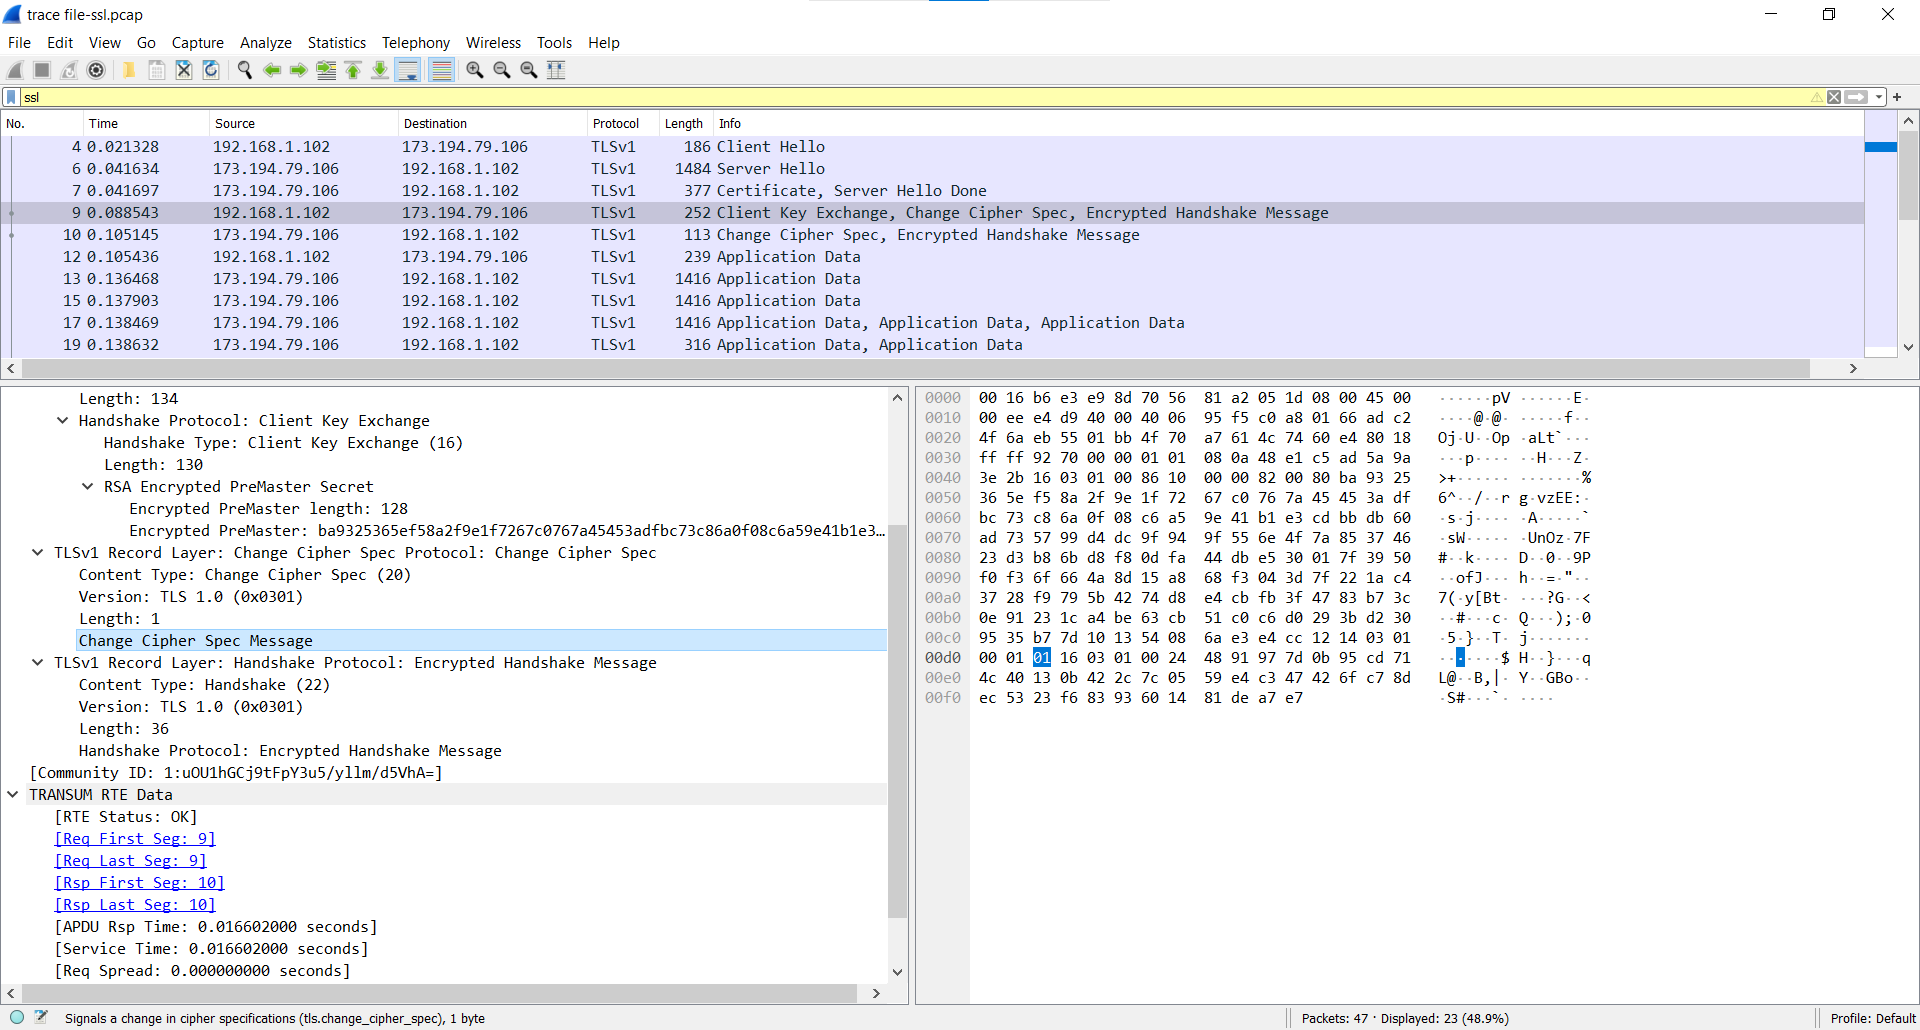 trace file-ssl.pcap
File Edit View Go Capture Analyze Statistics Telephony Wireless Tools Help
ssl
No. Time Source Destination Protocol Length Info
4 0.021328 192.168.1.102 173.194.79.106 TLSv1 186 Client Hello
6 0.041634 173.194.79.106 192.168.1.102 TLSv1 1484 Server Hello
7 0.041697 173.194.79.106 192.168.1.102 TLSv1 377 Certificate, Server Hello Done
9 0.088543 192.168.1.102 173.194.79.106 TLSv1 252 Client Key Exchange, Change Cipher Spec, Encrypted Handshake Message
10 0.105145 173.194.79.106 192.168.1.102 TLSv1 113 Change Cipher Spec, Encrypted Handshake Message
12 0.105436 192.168.1.102 173.194.79.106 TLSv1 239 Application Data
13 0.136468 173.194.79.106 192.168.1.102 TLSv1 1416 Application Data
15 0.137903 173.194.79.106 192.168.1.102 TLSv1 1416 Application Data
17 0.138469 173.194.79.106 192.168.1.102 TLSv1 1416 Application Data, Application Data, Application Data
19 0.138632 173.194.79.106 192.168.1.102 TLSv1 316 Application Data, Application Data
Length: 134
Handshake Protocol: Client Key Exchange
Handshake Type: Client Key Exchange (16)
Length: 130
RSA Encrypted PreMaster Secret
Encrypted PreMaster length: 128
Encrypted PreMaster: ba9325365ef58a2f9e1f7267c0767a45453adfbc73c86a0f08c6a59e41b1e3…
TLSv1 Record Layer: Change Cipher Spec Protocol: Change Cipher Spec
Content Type: Change Cipher Spec (20)
Version: TLS 1.0 (0x0301)
Length: 1
Change Cipher Spec Message
TLSv1 Record Layer: Handshake Protocol: Encrypted Handshake Message
Content Type: Handshake (22)
Version: TLS 1.0 (0x0301)
Length: 36
Handshake Protocol: Encrypted Handshake Message
[Community ID: 1:uOU1hGCj9tFpY3u5/yllm/d5VhA=]
TRANSUM RTE Data
[RTE Status: OK]
[Req First Seg: 9]
[Req Last Seg: 9]
[Rsp First Seg: 10]
[Rsp Last Seg: 10]
[APDU Rsp Time: 0.016602000 seconds]
[Service Time: 0.016602000 seconds]
[Req Spread: 0.000000000 seconds]
0000 00 16 b6 e3 e9 8d 70 56 81 a2 05 1d 08 00 45 00 ······pV ······E·
0010 00 ee e4 d9 40 00 40 06 95 f5 c0 a8 01 66 ad c2 ····@·@· ·····f··
0020 4f 6a eb 55 01 bb 4f 70 a7 61 4c 74 60 e4 80 18 Oj·U··Op ·aLt`···
0030 ff ff 92 70 00 00 01 01 08 0a 48 e1 c5 ad 5a 9a ···p···· ··H···Z·
0040 3e 2b 16 03 01 00 86 10 00 00 82 00 80 ba 93 25 >+······ ·······%
0050 36 5e f5 8a 2f 9e 1f 72 67 c0 76 7a 45 45 3a df 6^··/··r g·vzEE:·
0060 bc 73 c8 6a 0f 08 c6 a5 9e 41 b1 e3 cd bb db 60 ·s·j···· ·A·····`
0070 ad 73 57 99 d4 dc 9f 94 9f 55 6e 4f 7a 85 37 46 ·sW····· ·UnOz·7F
0080 23 d3 b8 6b d8 f8 0d fa 44 db e5 30 01 7f 39 50 #··k···· D··0··9P
0090 f0 f3 6f 66 4a 8d 15 a8 68 f3 04 3d 7f 22 1a c4 ··ofJ··· h··=·"··
00a0 37 28 f9 79 5b 42 74 d8 e4 cb fb 3f 47 83 b7 3c 7(·y[Bt· ···?G··<
00b0 0e 91 23 1c a4 be 63 cb 51 c0 c6 d0 29 3b d2 30 ··#···c· Q···);·0
00c0 95 35 b7 7d 10 13 54 08 6a e3 e4 cc 12 14 03 01 ·5·}··T· j·······
00d0 00 01 01 16 03 01 00 24 48 91 97 7d 0b 95 cd 71 ·······$ H··}···q
00e0 4c 40 13 0b 42 2c 7c 05 59 e4 c3 47 42 6f c7 8d L@··B,|· Y··GBo··
00f0 ec 53 23 f6 83 93 60 14 81 de a7 e7 ·S#···`· ····
Signals a change in cipher specifications (tls.change_cipher_spec), 1 byte
Packets: 47 · Displayed: 23 (48.9%)
Profile: Default